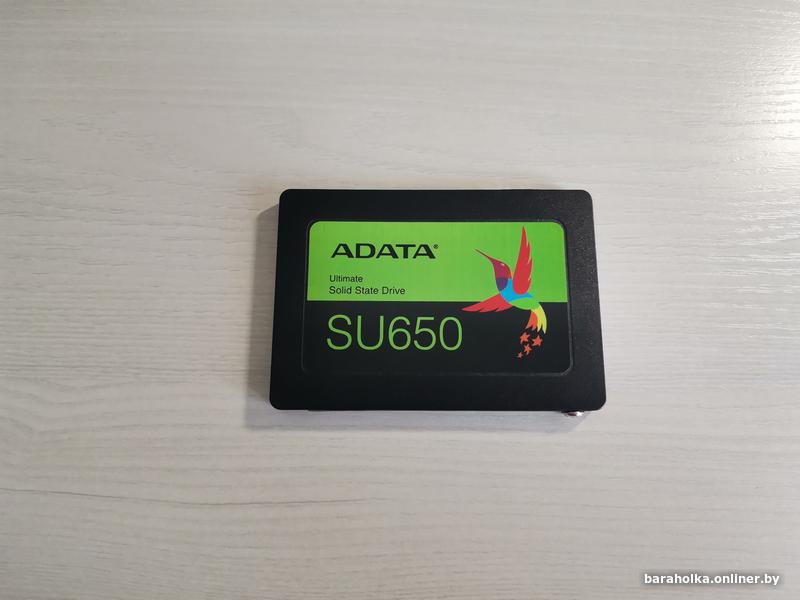 ADATA®
Ultimate
Solid State Drive
SU650
baraholka.onliner.by